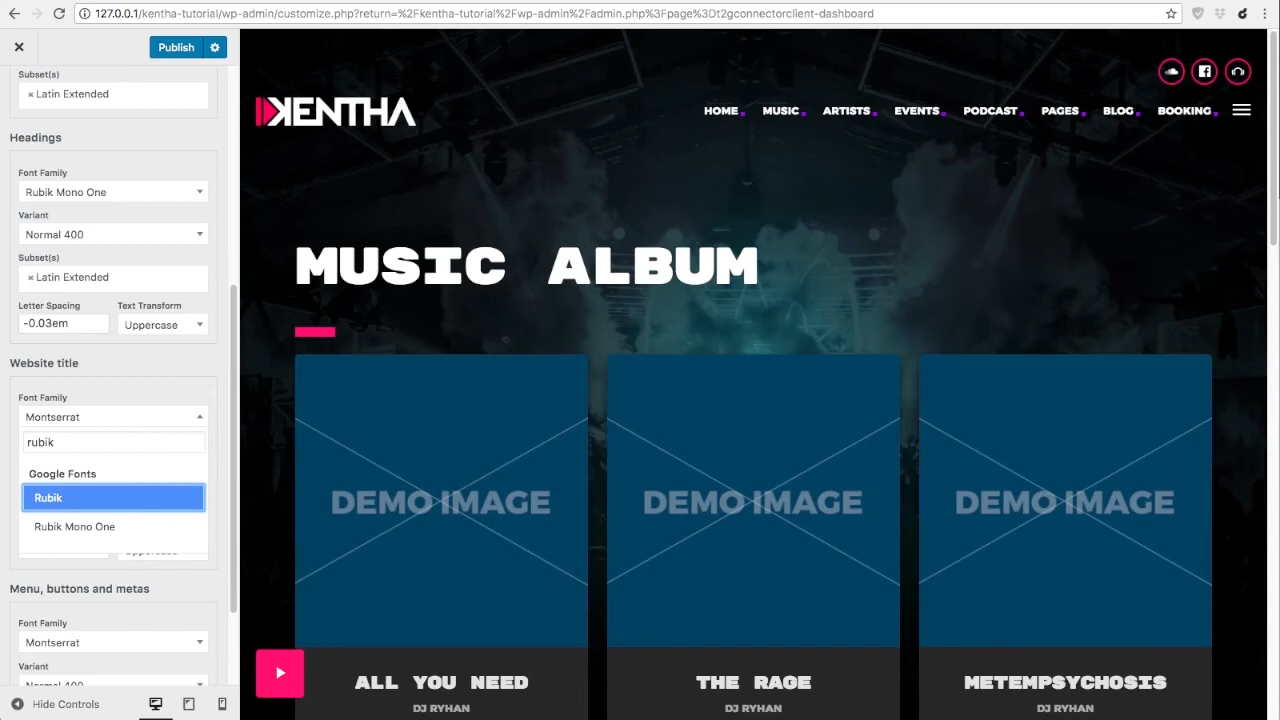 127.0.0.1/kentha-tutorial/wp-admin/customize.php?return=%2Fkentha-tutorial%2Fwp-admin%2Fadmin.php%3Fpage%3Dt2gconnectorclient-dashboard
Publish
Subset(s)
× Latin Extended
Headings
Font Family
Rubik Mono One
Variant
Normal 400
Subset(s)
× Latin Extended
Letter Spacing
Text Transform
-0.03em
Uppercase
Website title
Font Family
Montserrat
rubik
Google Fonts
Rubik
Rubik Mono One
Uppercase
Menu, buttons and metas
Font Family
Montserrat
Variant
Normal 400
Hide Controls
KENTHA
HOME
MUSIC
ARTISTS
EVENTS
PODCAST
PAGES
BLOG
BOOKING
MUSIC ALBUM
DEMO IMAGE
DEMO IMAGE
DEMO IMAGE
ALL YOU NEED
DJ RYHAN
THE RAGE
DJ RYHAN
METEMPSYCHOSIS
DJ RYHAN